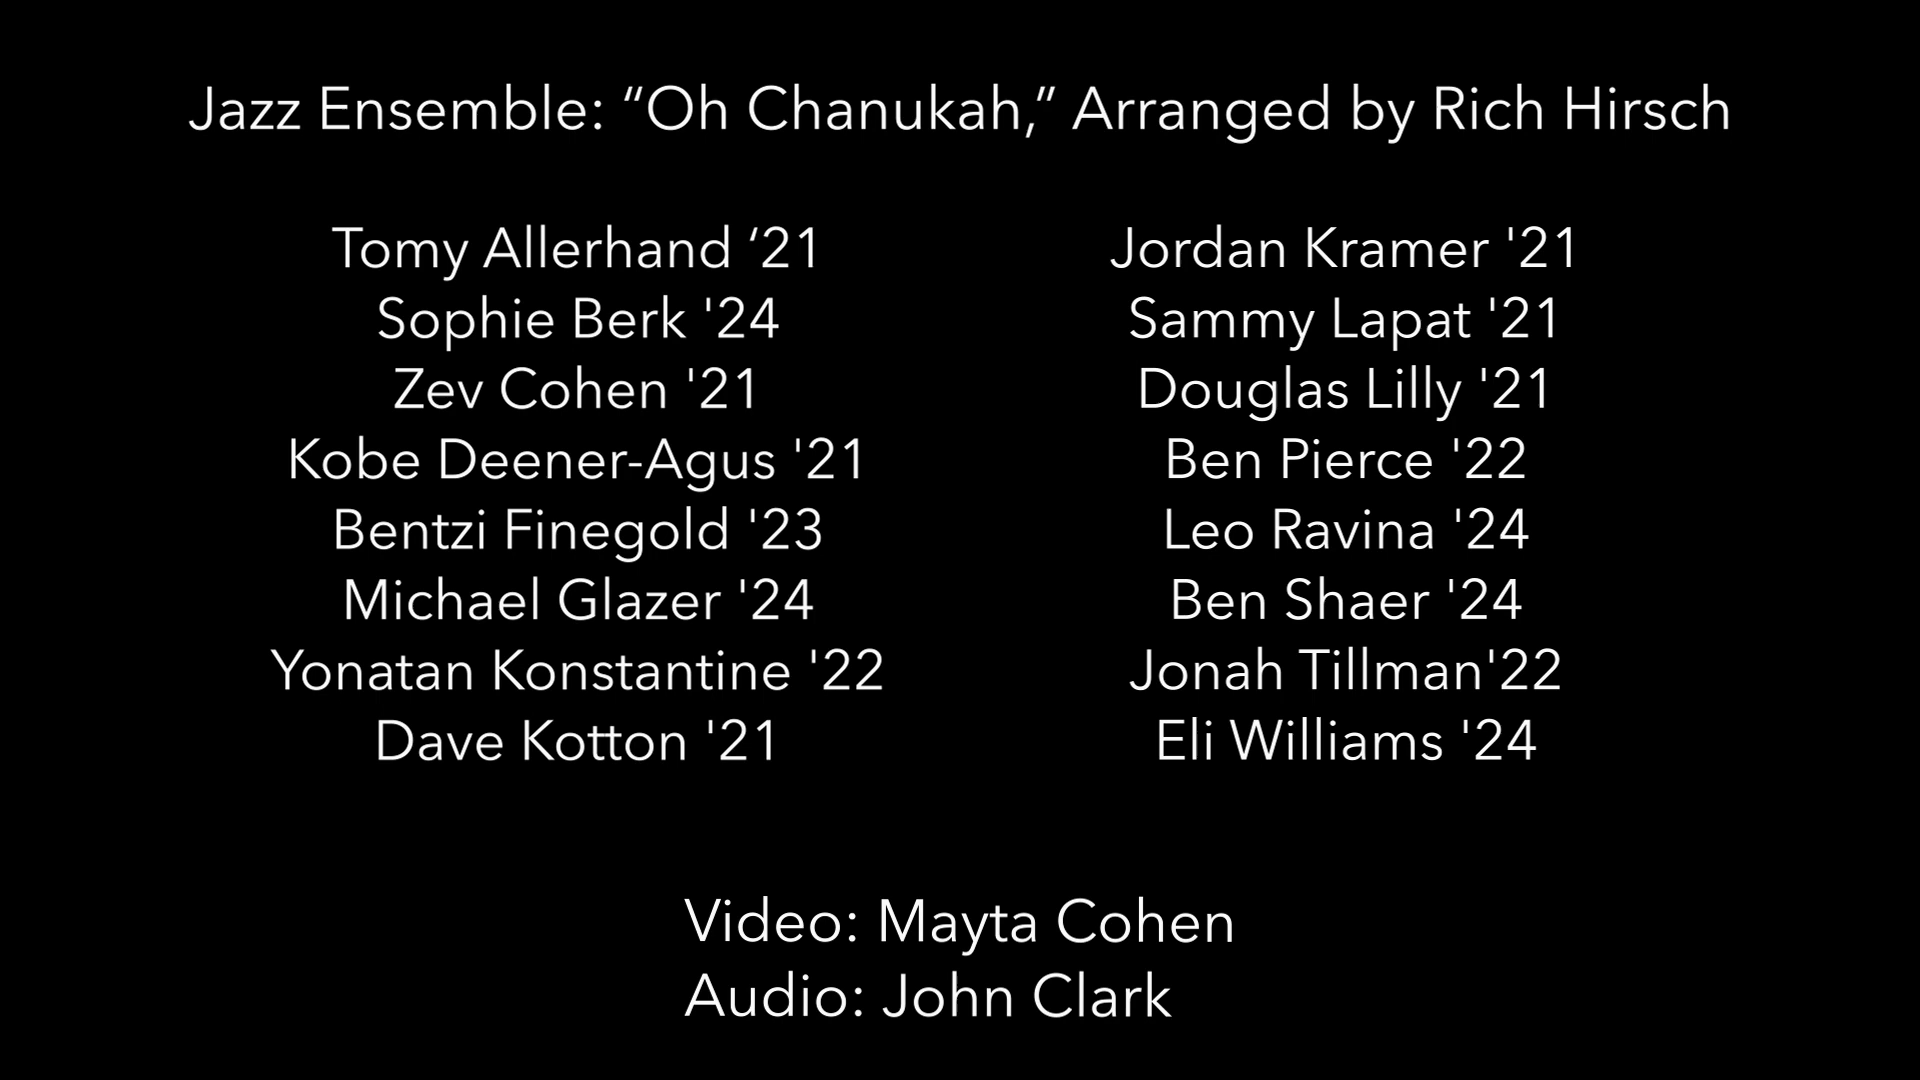 Jazz Ensemble: “Oh Chanukah,” Arranged by Rich Hirsch
Tomy Allerhand ‘21
Sophie Berk '24
Zev Cohen '21
Kobe Deener-Agus '21
Bentzi Finegold '23
Michael Glazer '24
Yonatan Konstantine '22
Dave Kotton '21
Jordan Kramer '21
Sammy Lapat '21
Douglas Lilly '21
Ben Pierce '22
Leo Ravina '24
Ben Shaer '24
Jonah Tillman'22
Eli Williams '24
Video: Mayta Cohen
Audio: John Clark